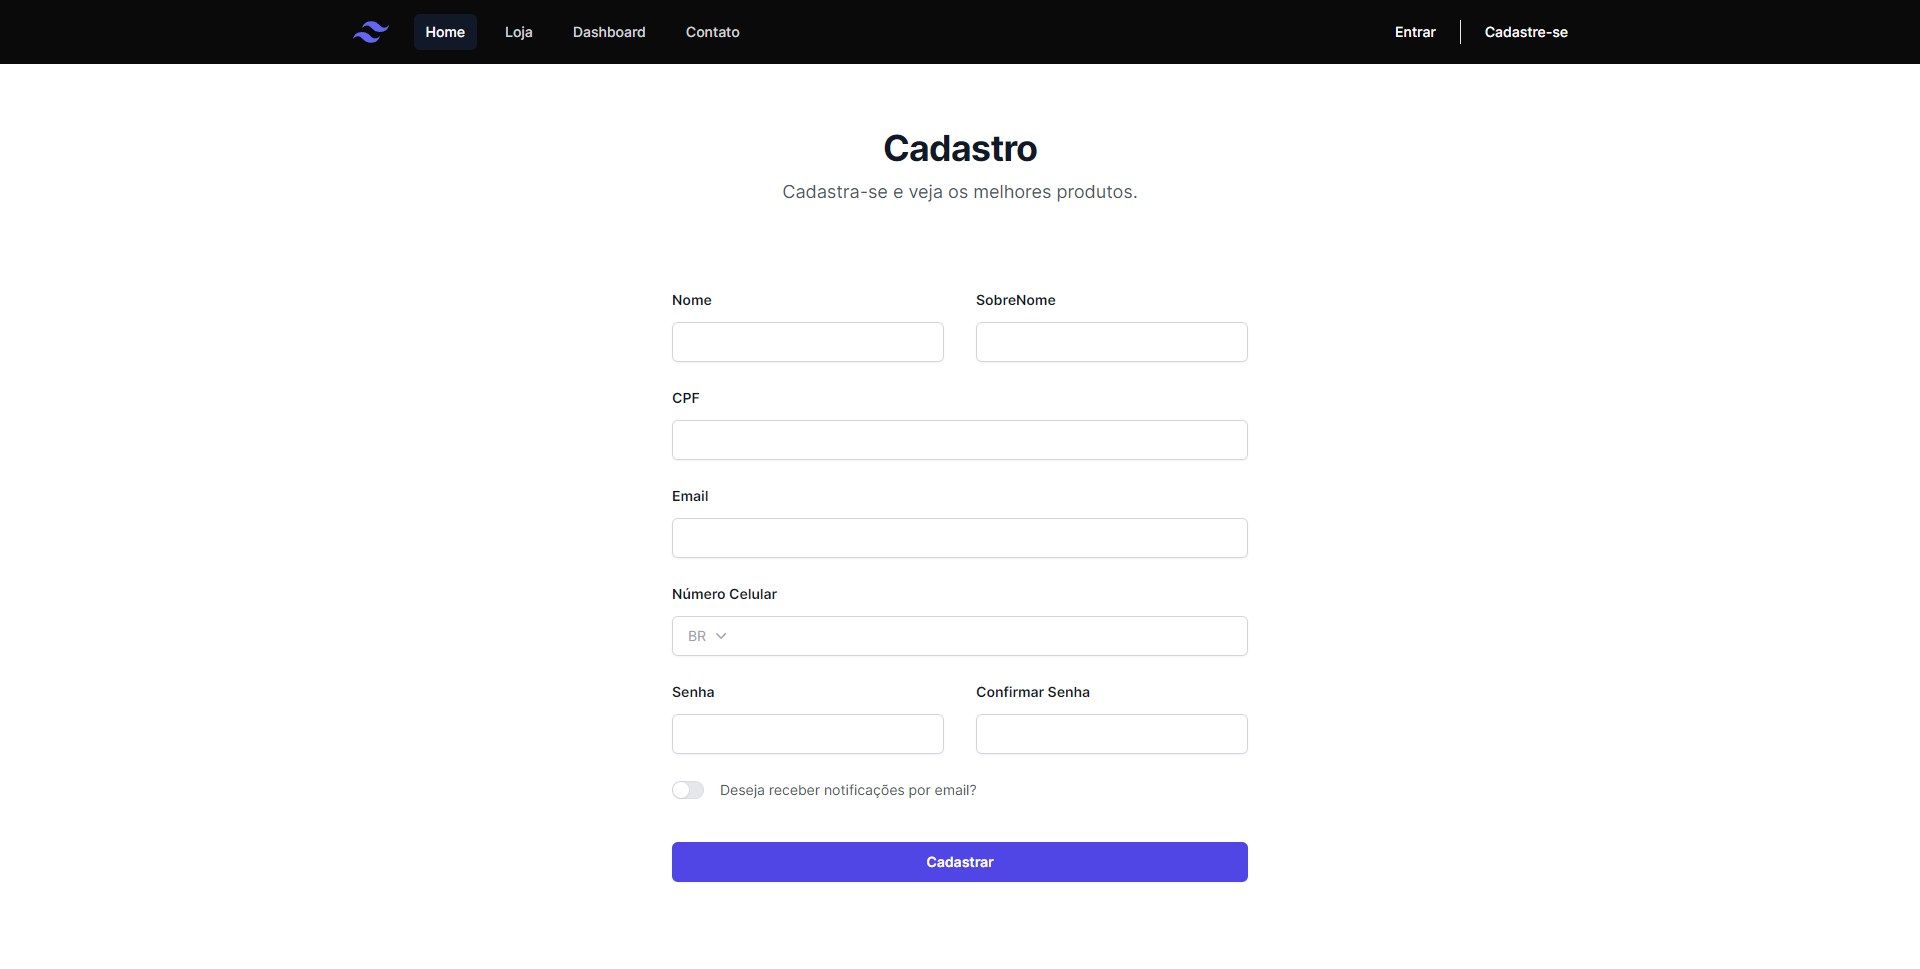 Home Loja Dashboard Contato Entrar Cadastre-se
Cadastro
Cadastra-se e veja os melhores produtos.
Nome SobreNome
CPF
Email
Número Celular
BR
Senha Confirmar Senha
Deseja receber notificações por email?
Cadastrar